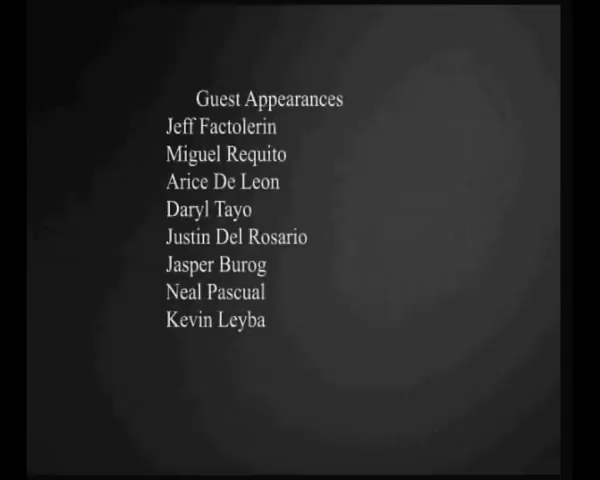 Guest Appearances
Jeff Factolerin
Miguel Requito
Arice De Leon
Daryl Tayo
Justin Del Rosario
Jasper Burog
Neal Pascual
Kevin Leyba